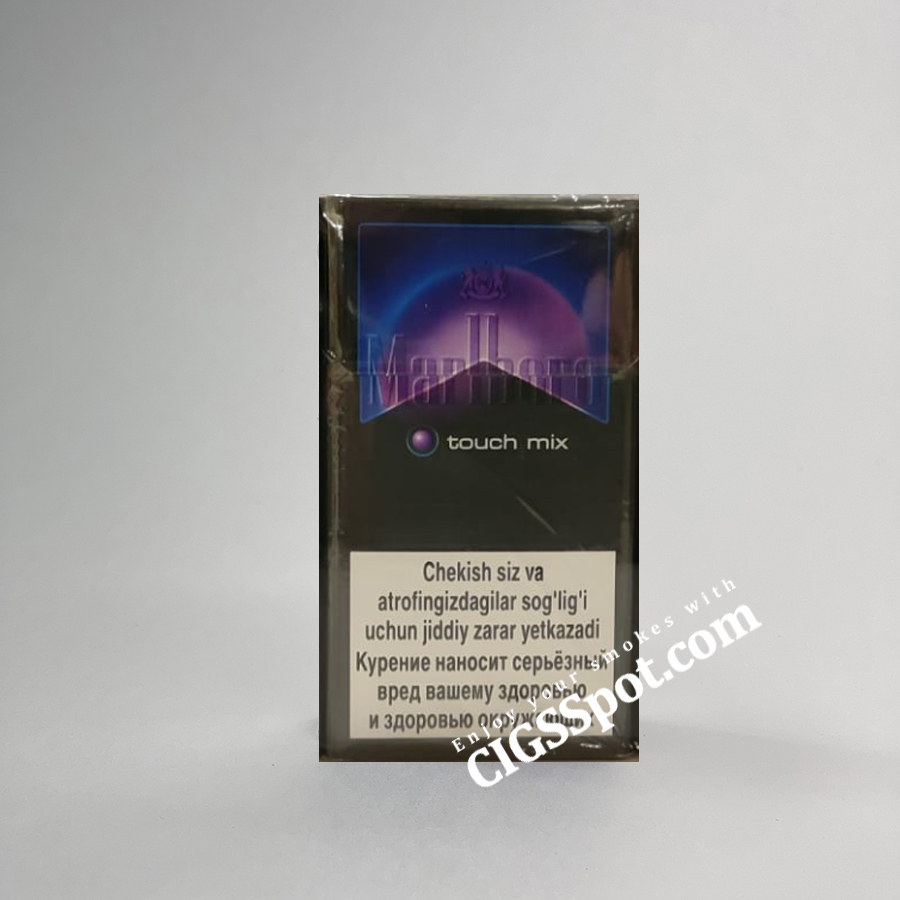 Marlboro
touch mix
Chekish siz va
atrofingizdagilar sog'lig'i
uchun jiddiy zarar yetkazadi
Курение наносит серьёзный
вред вашему здоровью
и здоровью окружающих
Enjoy your smokes with
CIGSSpot.com